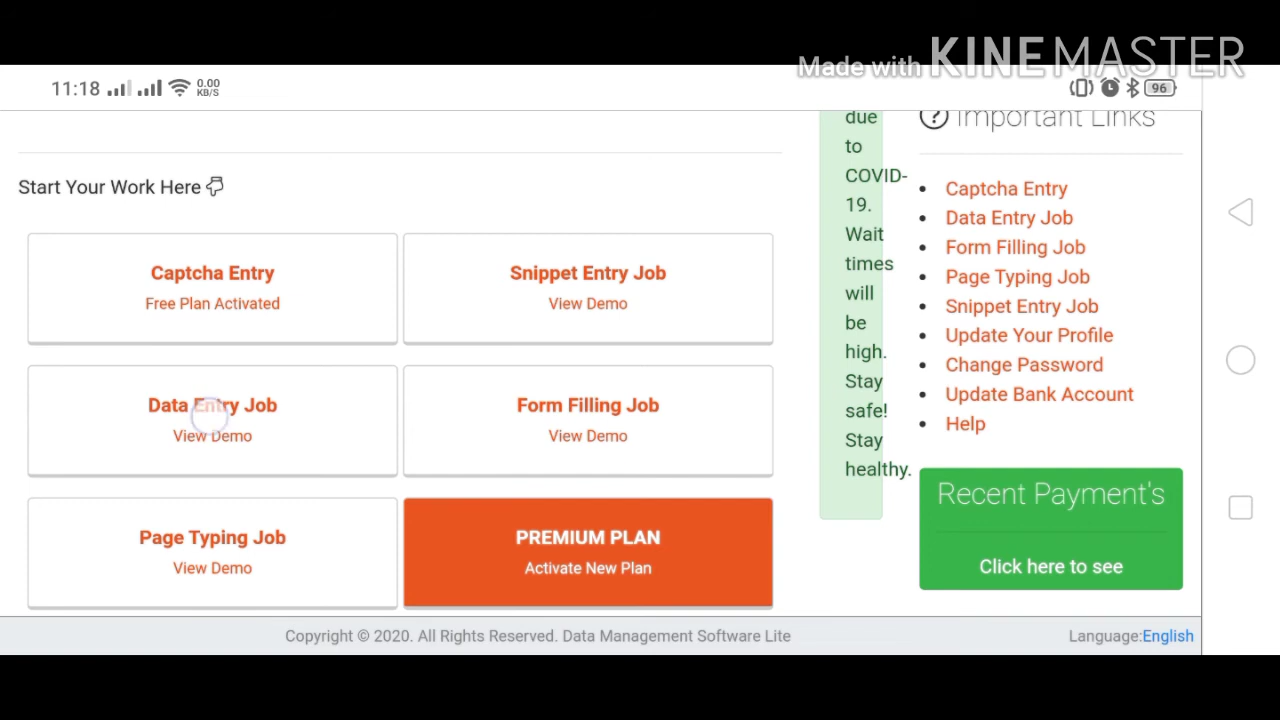 Made with KINEMASTER
11:18 0.00 KB/S 96
Start Your Work Here
Captcha Entry
Free Plan Activated
Snippet Entry Job
View Demo
Data Entry Job
View Demo
Form Filling Job
View Demo
Page Typing Job
View Demo
PREMIUM PLAN
Activate New Plan
due
to
COVID-
19.
Wait
times
will
be
high.
Stay
safe!
Stay
healthy.
Important Links
Captcha Entry
Data Entry Job
Form Filling Job
Page Typing Job
Snippet Entry Job
Update Your Profile
Change Password
Update Bank Account
Help
Recent Payment's
Click here to see
Copyright © 2020. All Rights Reserved. Data Management Software Lite
Language:English